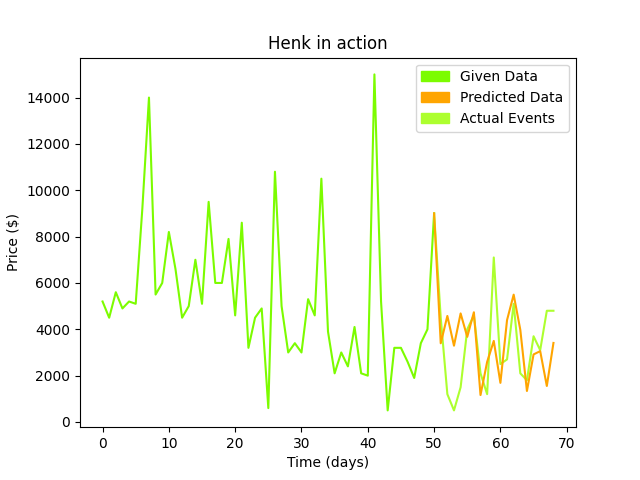 Henk in action
Given Data
Predicted Data
Actual Events
Price ($)
14000
12000
10000
8000
6000
4000
2000
0
0 10 20 30 40 50 60 70
Time (days)